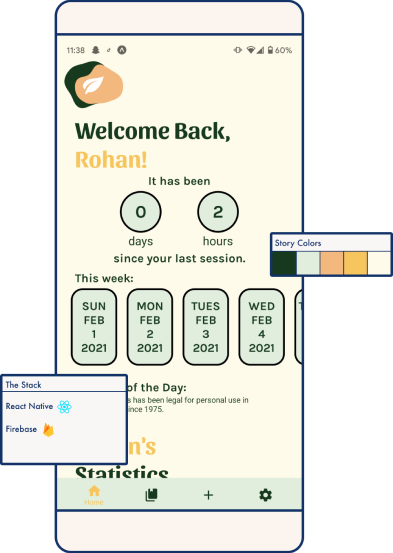 11:38
60%
Welcome Back,
Rohan!
It has been
0
2
days
hours
since your last session.
Story Colors
This week:
SUN
FEB
1
2021
MON
FEB
2
2021
TUES
FEB
3
2021
WED
FEB
4
2021
The Stack
React Native
Firebase
of the Day:
s has been legal for personal use in
since 1975.
n's
Statistics
Home